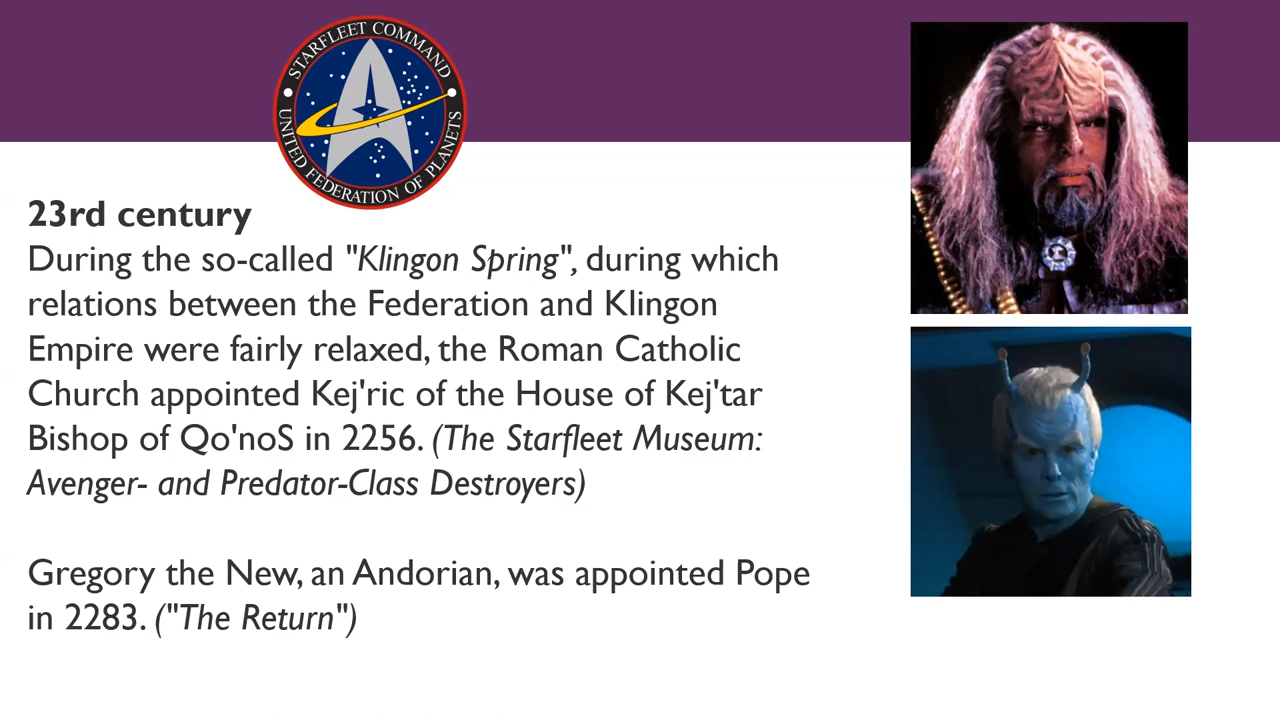 STARFLEET COMMAND
UNITED FEDERATION OF PLANETS
23rd century
During the so-called "Klingon Spring", during which
relations between the Federation and Klingon
Empire were fairly relaxed, the Roman Catholic
Church appointed Kej'ric of the House of Kej'tar
Bishop of Qo'noS in 2256. (The Starfleet Museum:
Avenger- and Predator-Class Destroyers)
Gregory the New, an Andorian, was appointed Pope
in 2283. ("The Return")